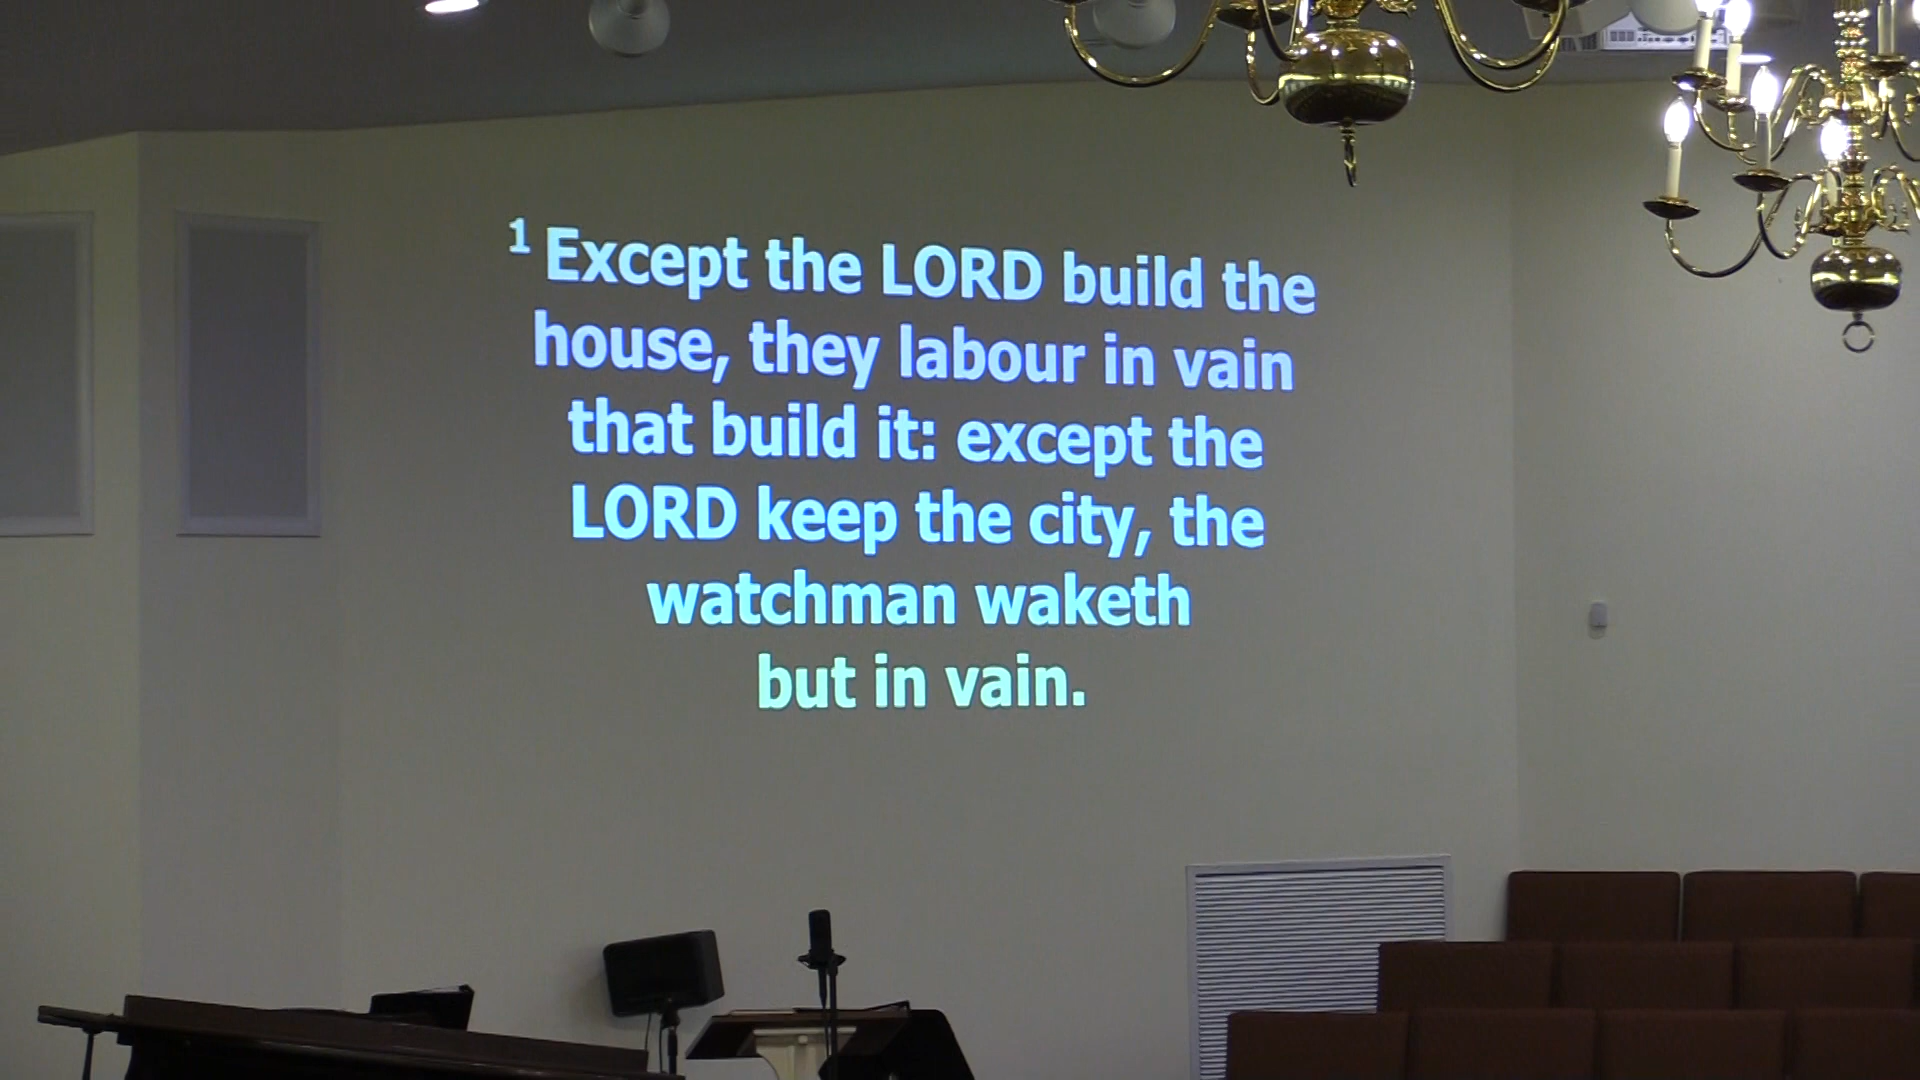 1 Except the LORD build the
house, they labour in vain
that build it: except the
LORD keep the city, the
watchman waketh
but in vain.